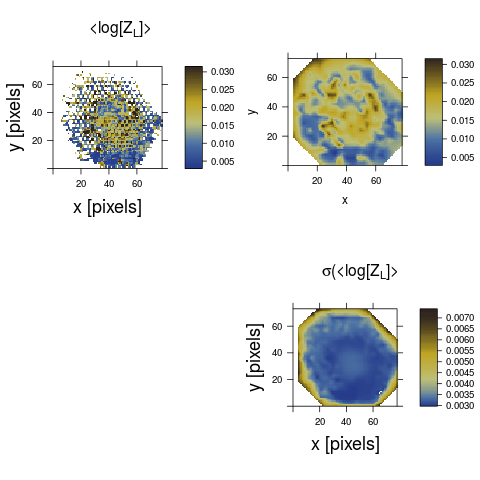 <log[Z_L]>
60
40
20
20 40 60
x [pixels]
y [pixels]
0.030
0.025
0.020
0.015
0.010
0.005
60
40
20
20 40 60
x
y
0.030
0.025
0.020
0.015
0.010
0.005
σ(<log[Z_L]>
60
40
20
20 40 60
x [pixels]
y [pixels]
0.0070
0.0065
0.0060
0.0055
0.0050
0.0045
0.0040
0.0035
0.0030